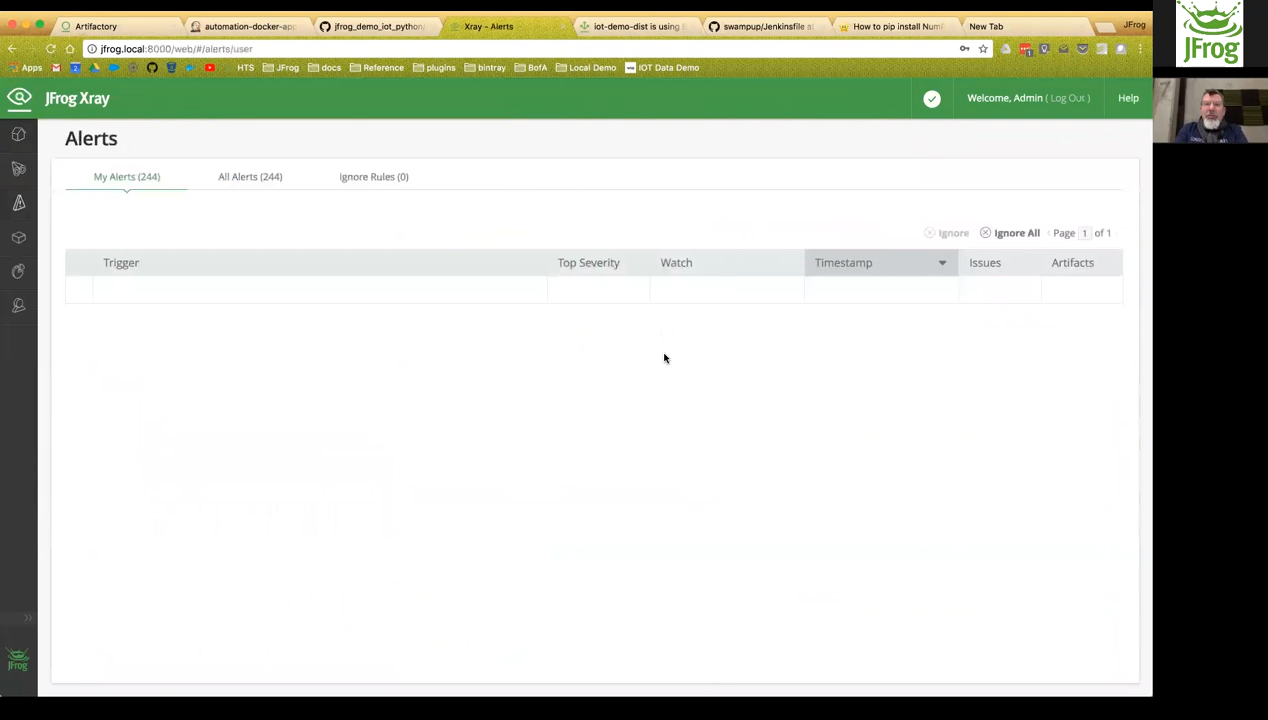 Artifactory
automation-docker-app
jfrog_demo_iot_python/
Xray - Alerts
iot-demo-dist is using
swampup/Jenkinsfile at
How to pip install Num
New Tab
JFrog
jfrog.local:8000/web/#/alerts/user
Apps
HTS
JFrog
docs
Reference
plugins
bintray
BofA
Local Demo
IOT Data Demo
JFrog
JFrog Xray
Welcome, Admin ( Log Out )
Help
Alerts
My Alerts (244)
All Alerts (244)
Ignore Rules (0)
Ignore
Ignore All
Page 1 of 1
Trigger
Top Severity
Watch
Timestamp
Issues
Artifacts
JFrog